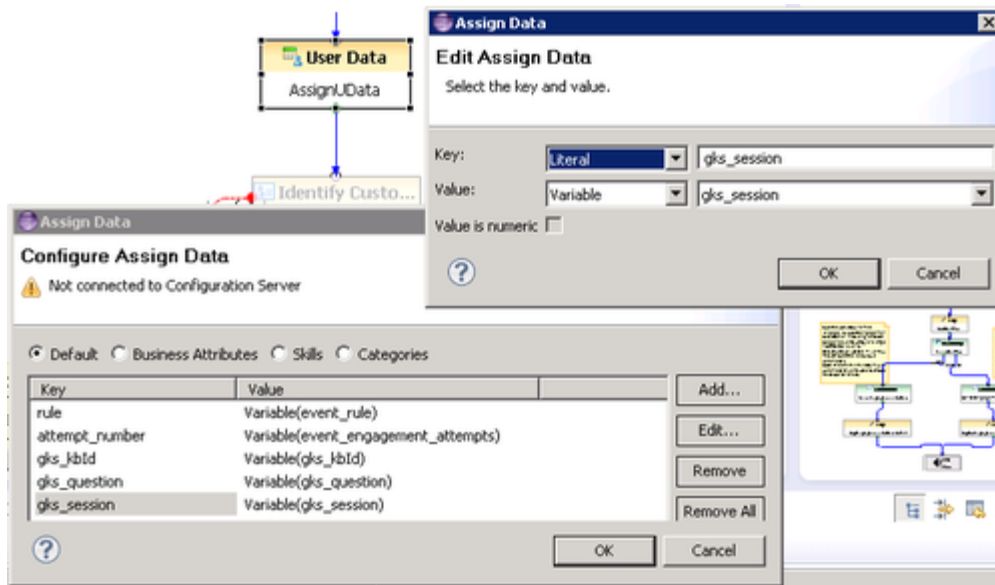 User Data
AssignUData
Identify Custo...
Assign Data
Edit Assign Data
Select the key and value.
Key: Literal gks_session
Value: Variable gks_session
Value is numeric
OK Cancel
Assign Data
Configure Assign Data
Not connected to Configuration Server
Default Business Attributes Skills Categories
Key Value
rule Variable(event_rule)
attempt_number Variable(event_engagement_attempts)
gks_kbId Variable(gks_kbId)
gks_question Variable(gks_question)
gks_session Variable(gks_session)
Add...
Edit...
Remove
Remove All
OK Cancel